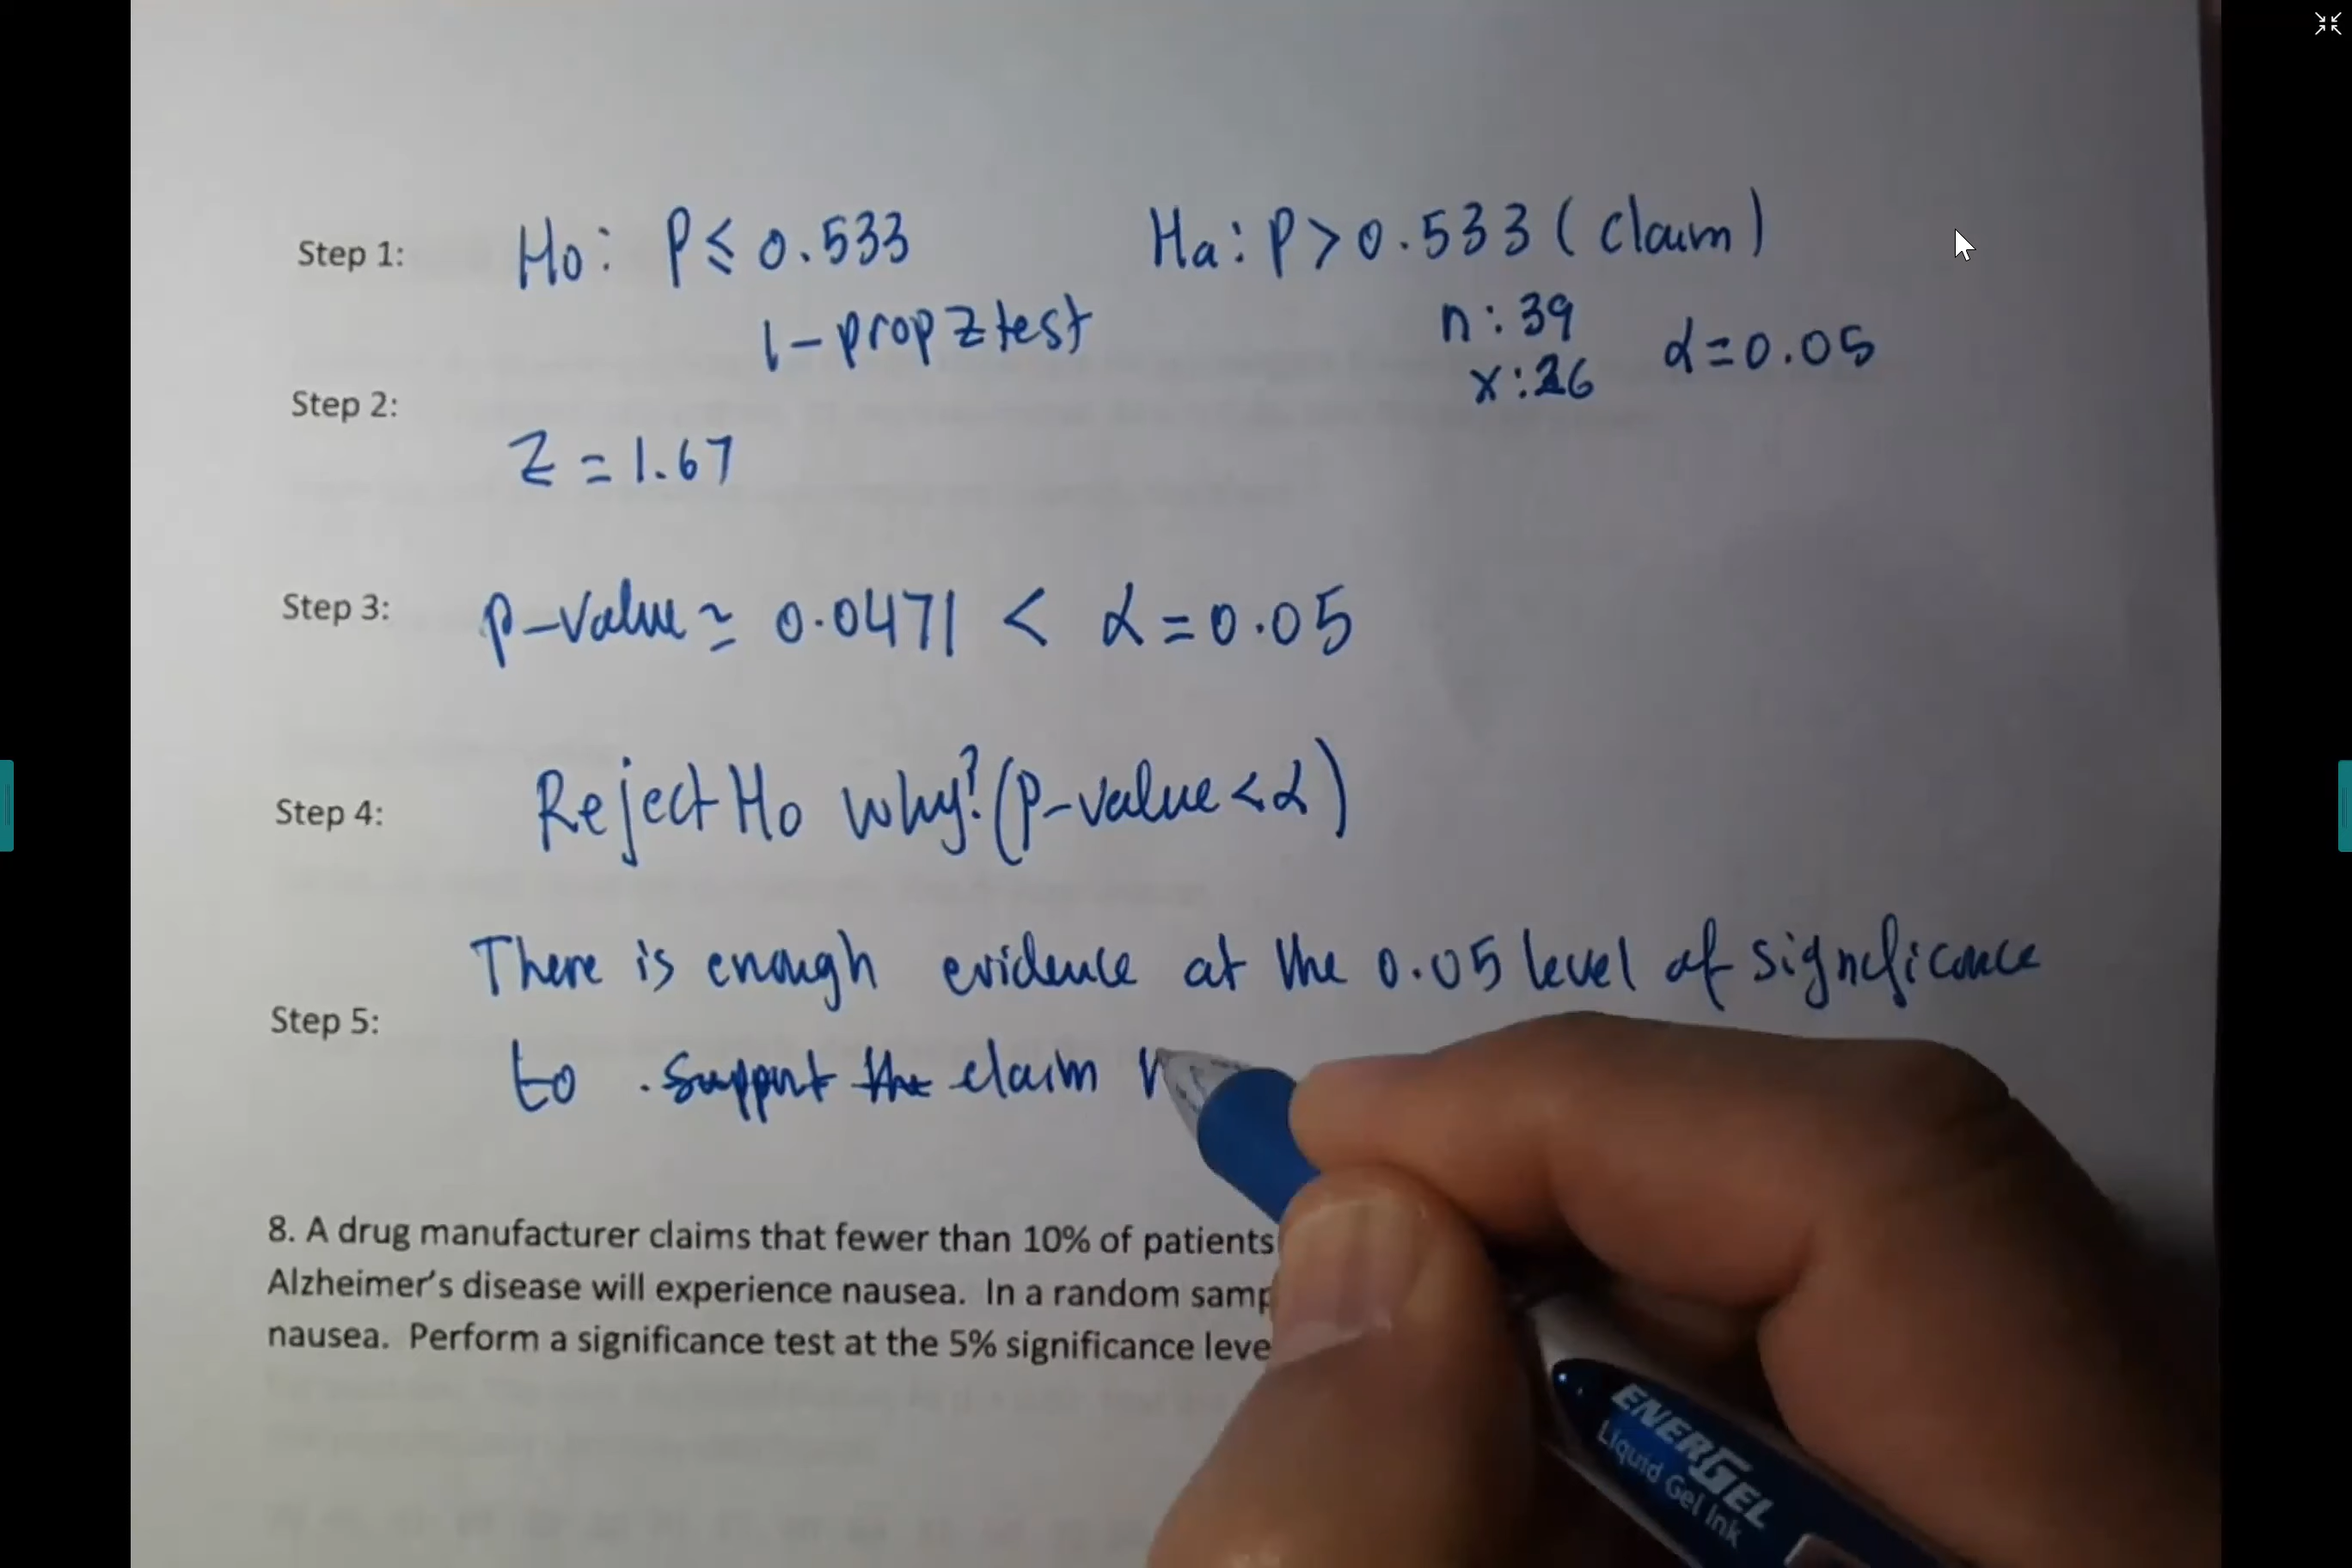 Step 1: Ho: P ≤ 0.533 Ha: P > 0.533 (claim)
1-prop z test n: 39
x: 26 α = 0.05
Step 2:
Z = 1.67
Step 3: p-value ≃ 0.0471 < α = 0.05
Step 4: Reject Ho why? (p-value < α)
There is enough evidence at the 0.05 level of significance
Step 5:
to support the claim
8. A drug manufacturer claims that fewer than 10% of patients
Alzheimer's disease will experience nausea. In a random samp
nausea. Perform a significance test at the 5% significance leve
ENERGEL
Liquid Gel Ink